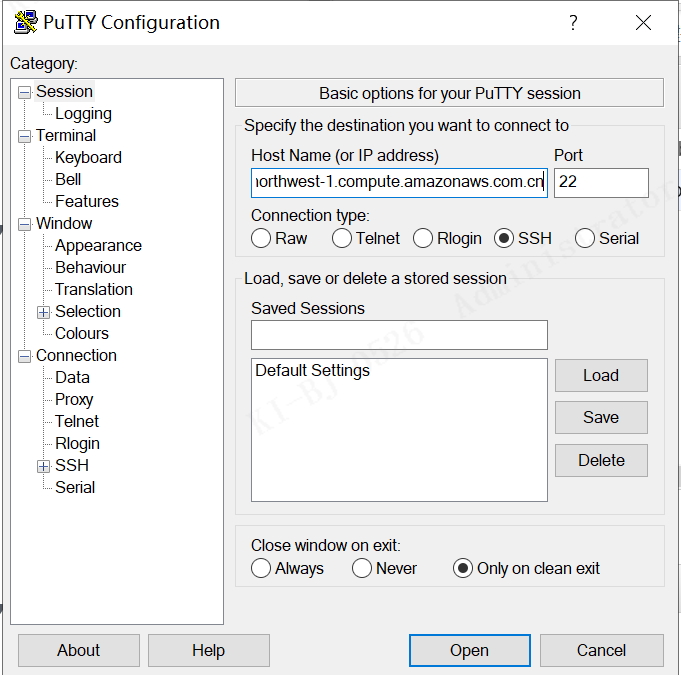 PuTTY Configuration
?
Category:
Session
Logging
Terminal
Keyboard
Bell
Features
Window
Appearance
Behaviour
Translation
Selection
Colours
Connection
Data
Proxy
Telnet
Rlogin
SSH
Serial
Basic options for your PuTTY session
Specify the destination you want to connect to
Host Name (or IP address) Port
northwest-1.compute.amazonaws.com.cn 22
Connection type:
Raw Telnet Rlogin SSH Serial
Load, save or delete a stored session
Saved Sessions
Default Settings
Load
Save
Delete
Close window on exit:
Always Never Only on clean exit
About Help Open Cancel
KI-BJ-0526 Administrator